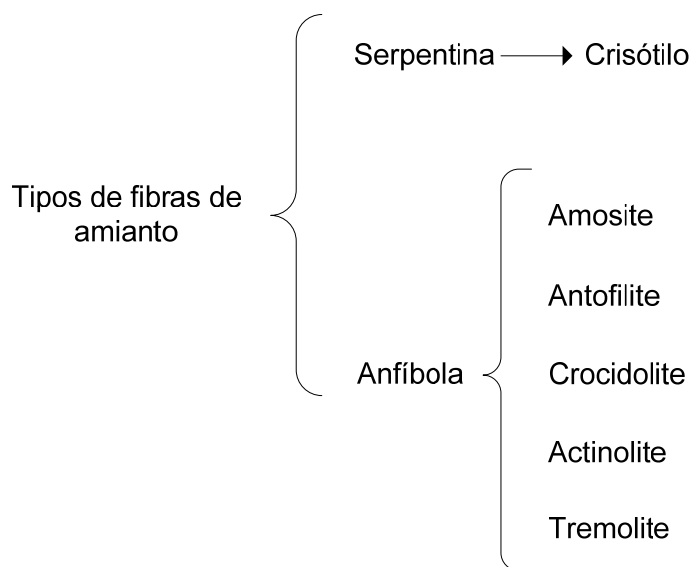 Serpentina
Crisótilo
Tipos de fibras de
amianto
Anfíbola
Amosite
Antofilite
Crocidolite
Actinolite
Tremolite